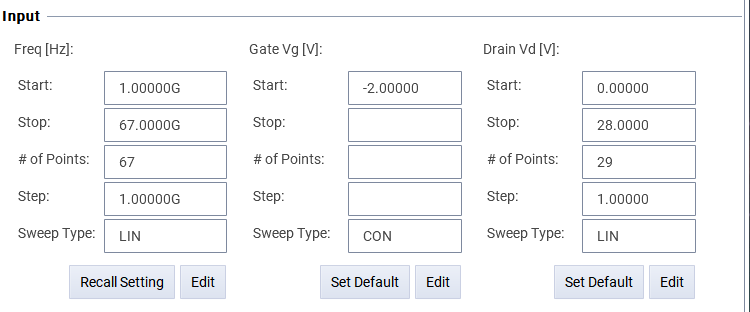 Input
Freq [Hz]: Gate Vg [V]: Drain Vd [V]:
Start: 1.00000G Start: -2.00000 Start: 0.00000
Stop: 67.0000G Stop: Stop: 28.0000
# of Points: 67 # of Points: # of Points: 29
Step: 1.00000G Step: Step: 1.00000
Sweep Type: LIN Sweep Type: CON Sweep Type: LIN
Recall Setting Edit Set Default Edit Set Default Edit